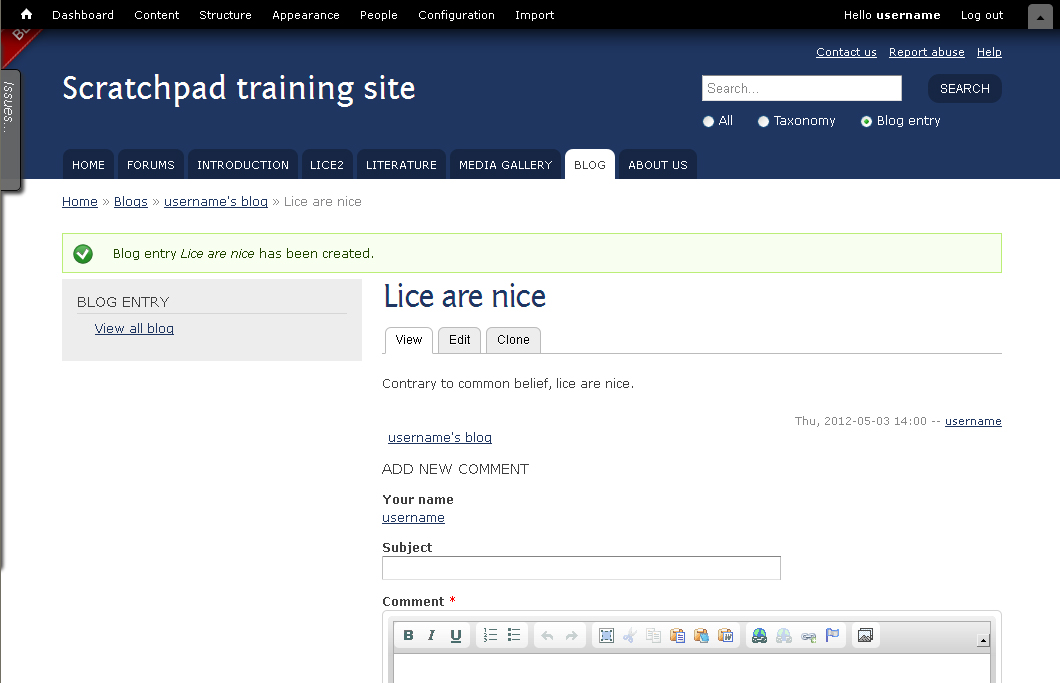 Dashboard Content Structure Appearance People Configuration Import Hello username Log out
Issues...
Contact us Report abuse Help
Scratchpad training site
Search... SEARCH
All Taxonomy Blog entry
HOME FORUMS INTRODUCTION LICE2 LITERATURE MEDIA GALLERY BLOG ABOUT US
Home » Blogs » username's blog » Lice are nice
Blog entry Lice are nice has been created.
BLOG ENTRY
View all blog
Lice are nice
View Edit Clone
Contrary to common belief, lice are nice.
Thu, 2012-05-03 14:00 -- username
username's blog
ADD NEW COMMENT
Your name
username
Subject
Comment *
B I U